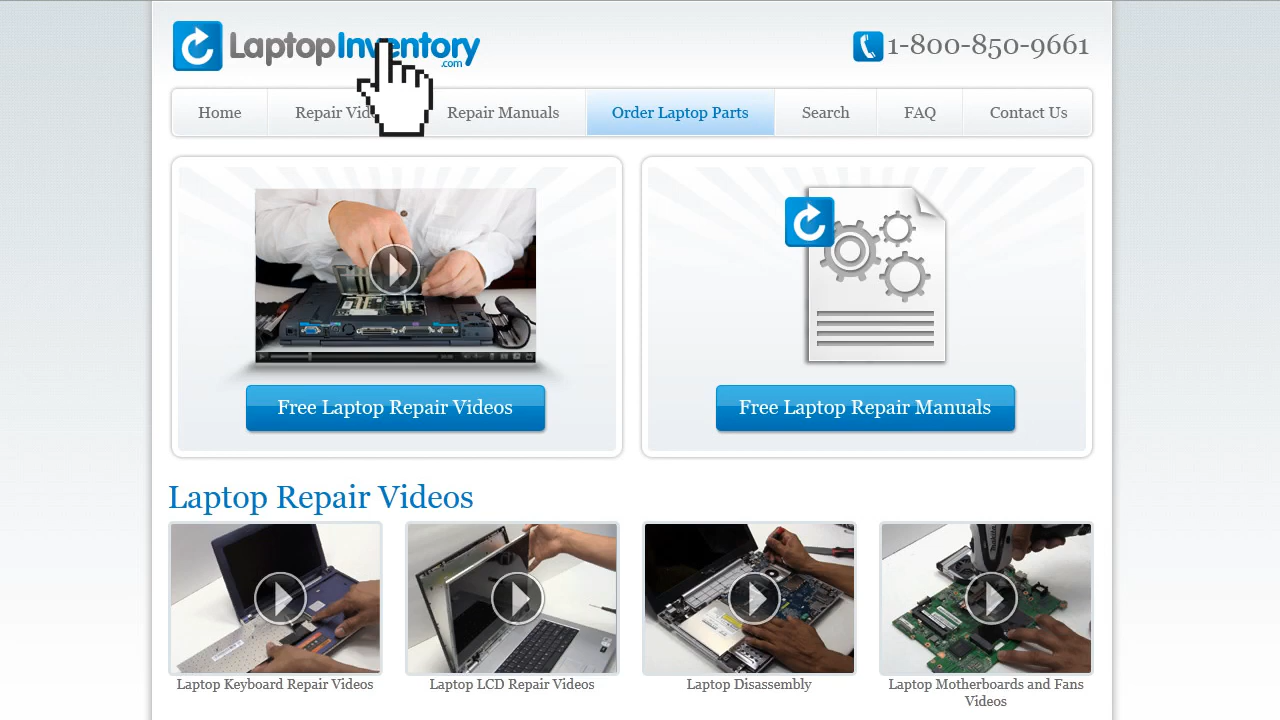 LaptopInventory
.com
1-800-850-9661
Home
Repair
Repair Manuals
Order Laptop Parts
Search
FAQ
Contact Us
Free Laptop Repair Videos
Free Laptop Repair Manuals
Laptop Repair Videos
Laptop Keyboard Repair Videos
Laptop LCD Repair Videos
Laptop Disassembly
Laptop Motherboards and Fans
Videos